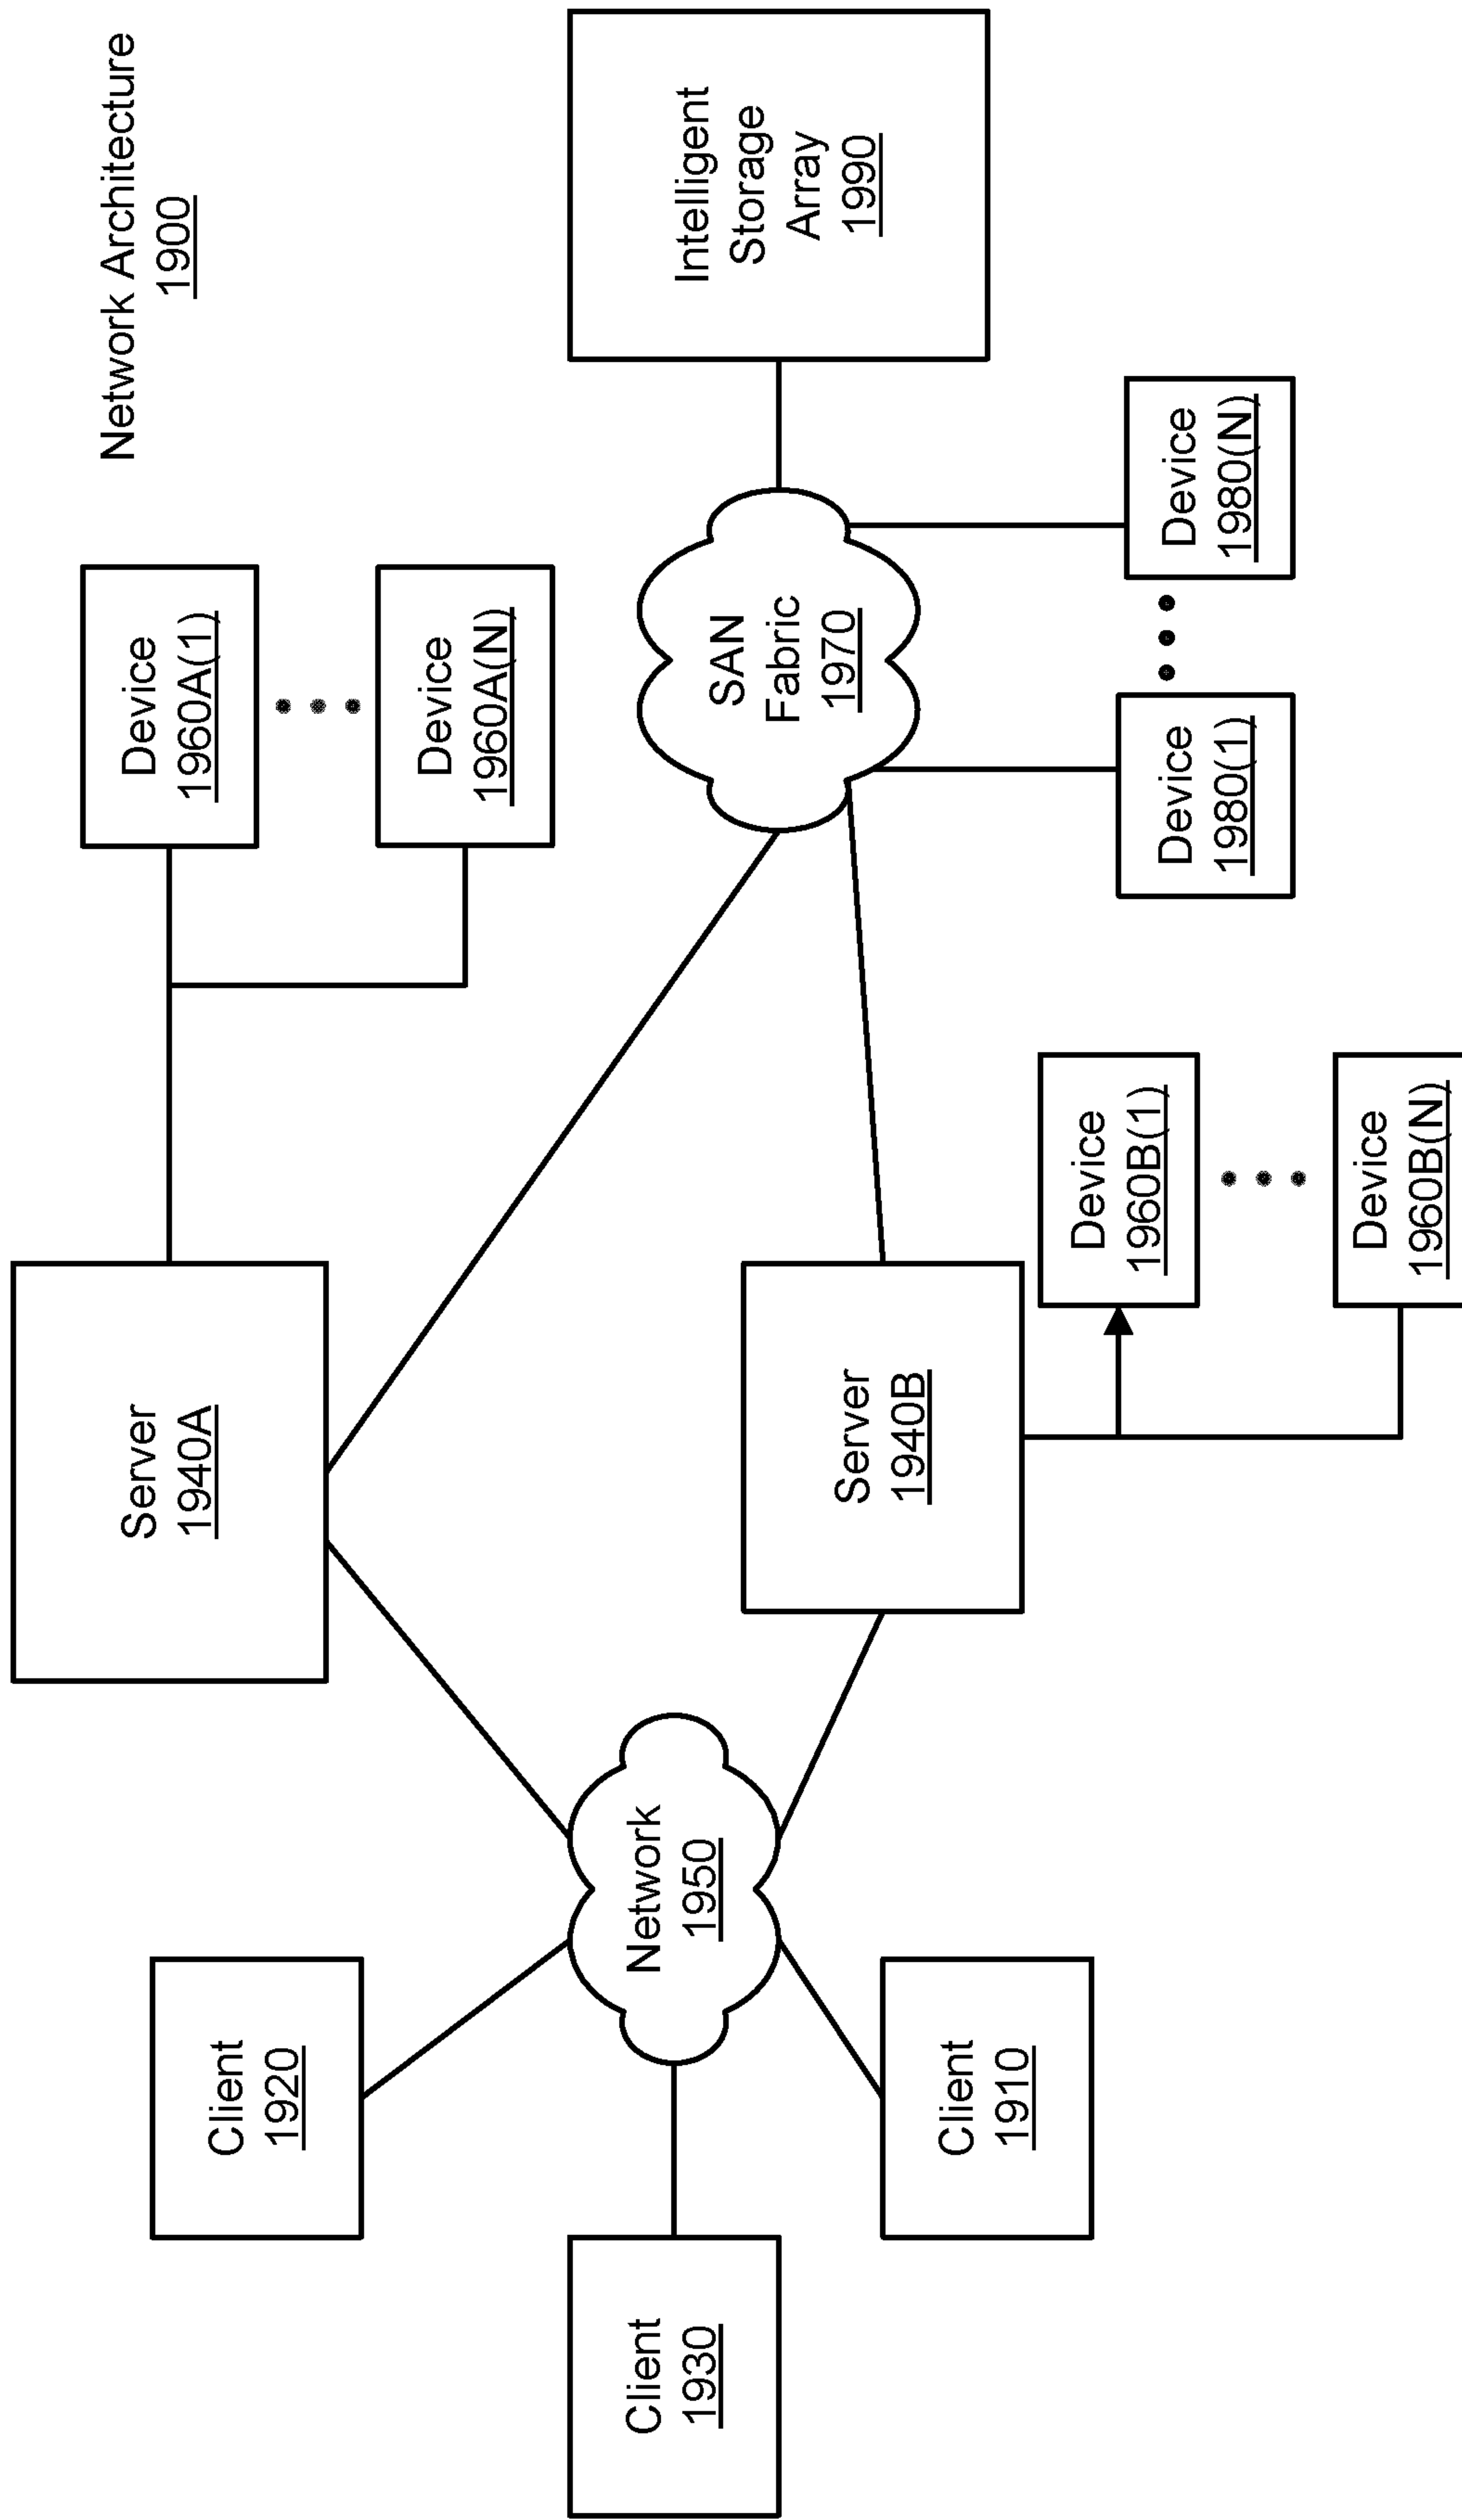 Network Architecture
1900
Server
1940A
Device
1960A(1)
Device
1960A(N)
Client
1920
Client
1930
Network
1950
Client
1910
Server
1940B
SAN
Fabric
1970
Intelligent
Storage
Array
1990
Device
1960B(1)
Device
1960B(N)
Device
1980(1)
Device
1980(N)